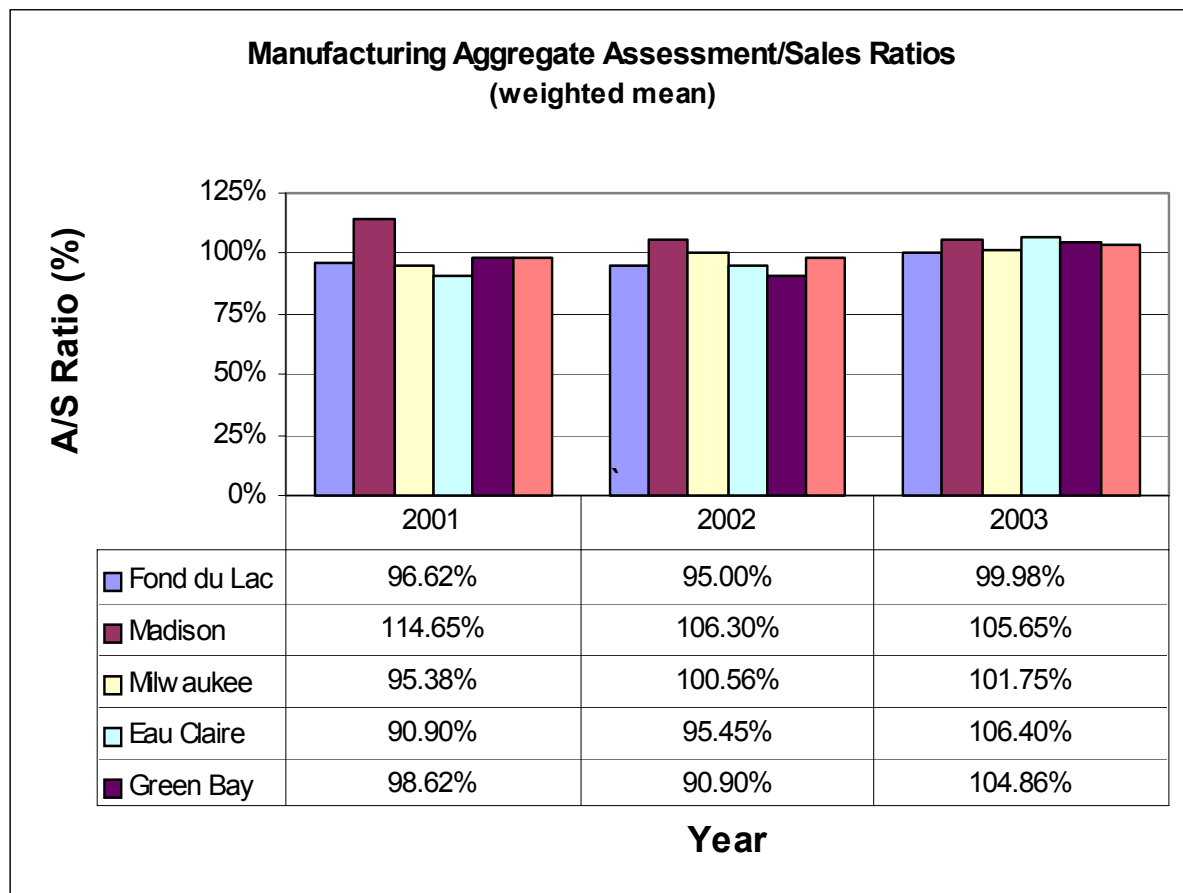 Manufacturing Aggregate Assessment/Sales Ratios
(weighted mean)
A/S Ratio (%)
125%
100%
75%
50%
25%
0%
`
2001 2002 2003
Fond du Lac 96.62% 95.00% 99.98%
Madison 114.65% 106.30% 105.65%
Milwaukee 95.38% 100.56% 101.75%
Eau Claire 90.90% 95.45% 106.40%
Green Bay 98.62% 90.90% 104.86%
Year